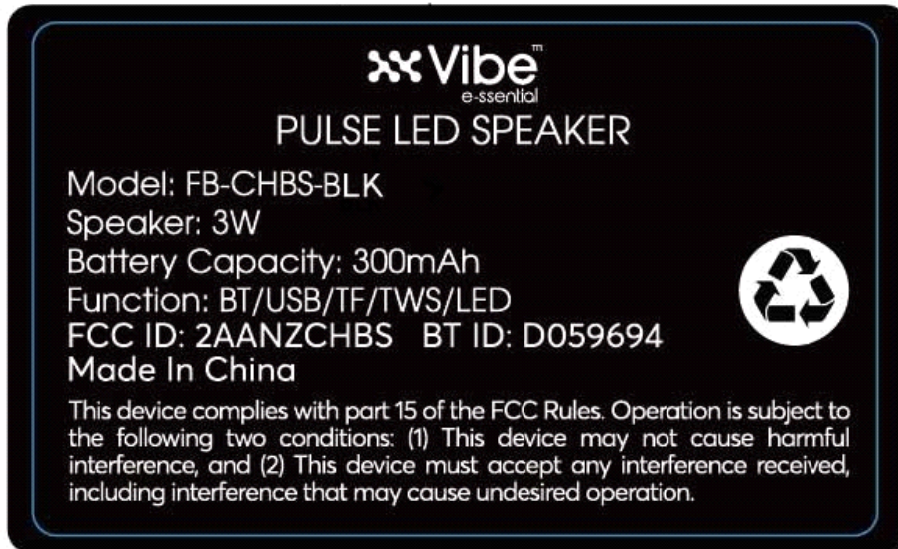 Vibe™
e-ssential
PULSE LED SPEAKER
Model: FB-CHBS-BLK
Speaker: 3W
Battery Capacity: 300mAh
Function: BT/USB/TF/TWS/LED
FCC ID: 2AANZCHBS BT ID: D059694
Made In China
This device complies with part 15 of the FCC Rules. Operation is subject to
the following two conditions: (1) This device may not cause harmful
interference, and (2) This device must accept any interference received,
including interference that may cause undesired operation.